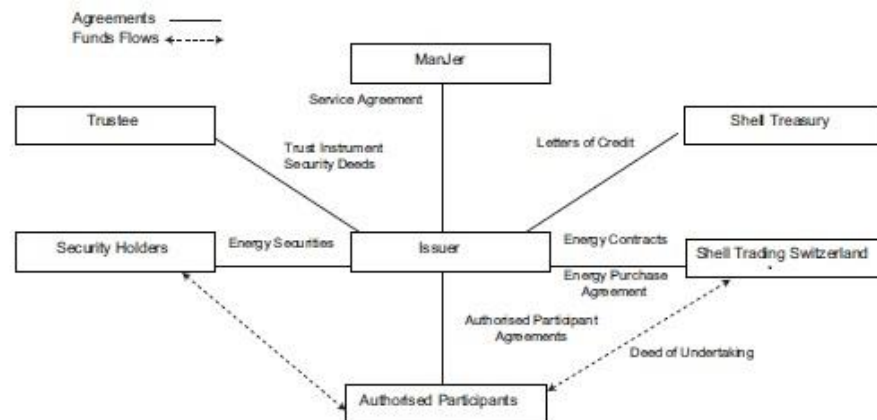 Agreements
Funds Flows
ManJer
Service Agreement
Trustee
Shell Treasury
Trust Instrument
Security Deeds
Letters of Credit
Security Holders
Energy Securities
Issuer
Energy Contracts
Shell Trading Switzerland
Energy Purchase
Agreement
Authorised Participant
Agreements
Deed of Undertaking
Authorised Participants